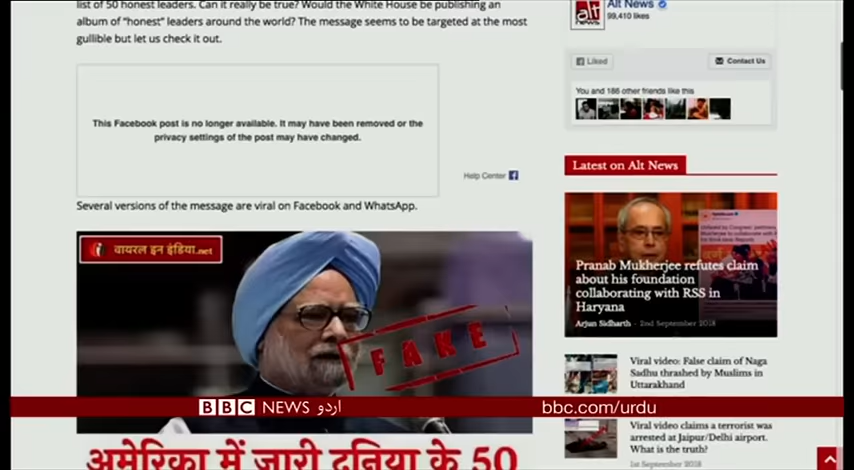 list of 50 honest leaders. Can it really be true? Would the White House be publishing an
album of “honest” leaders around the world? The message seems to be targeted at the most
gullible but let us check it out.
This Facebook post is no longer available. It may have been removed or the
privacy settings of the post may have changed.
Help Center
Several versions of the message are viral on Facebook and WhatsApp.
वायरल इन इंडिया.net
FAKE
अमेरिका में जारी दुनिया के 50
alt
news
Alt News
99,410 likes
Liked
Contact Us
You and 186 other friends like this
Latest on Alt News
Pranab Mukherjee refutes claim
about his foundation
collaborating with RSS in
Haryana
Arjun Sidharth - 2nd September 2018
Viral video: False claim of Naga
Sadhu thrashed by Muslims in
Uttarakhand
Viral video claims a terrorist was
arrested at Jaipur/Delhi airport.
What is the truth?
1st September 2018
BBC NEWS اردو
bbc.com/urdu